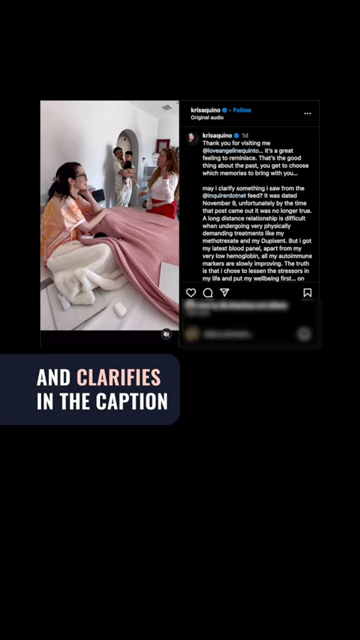 krisaquino • Follow
Original audio
krisaquino 1d
Thank you for visiting me
@loveangelinequinto... it's a great
feeling to reminisce. That's the good
thing about the past, you get to choose
which memories to bring with you...
may i clarify something I saw from the
@inquirerdotnet feed? It was dated
November 9, unfortunately by the time
that post came out it was no longer true.
A long distance relationship is difficult
when undergoing very physically
demanding treatments like my
methotrexate and my Dupixent. But i got
my latest blood panel, apart from my
very low hemoglobin, all my autoimmune
markers are slowly improving. The truth
is that i chose to lessen the stressors in
my life and put my wellbeing first... on
AND CLARIFIES
IN THE CAPTION